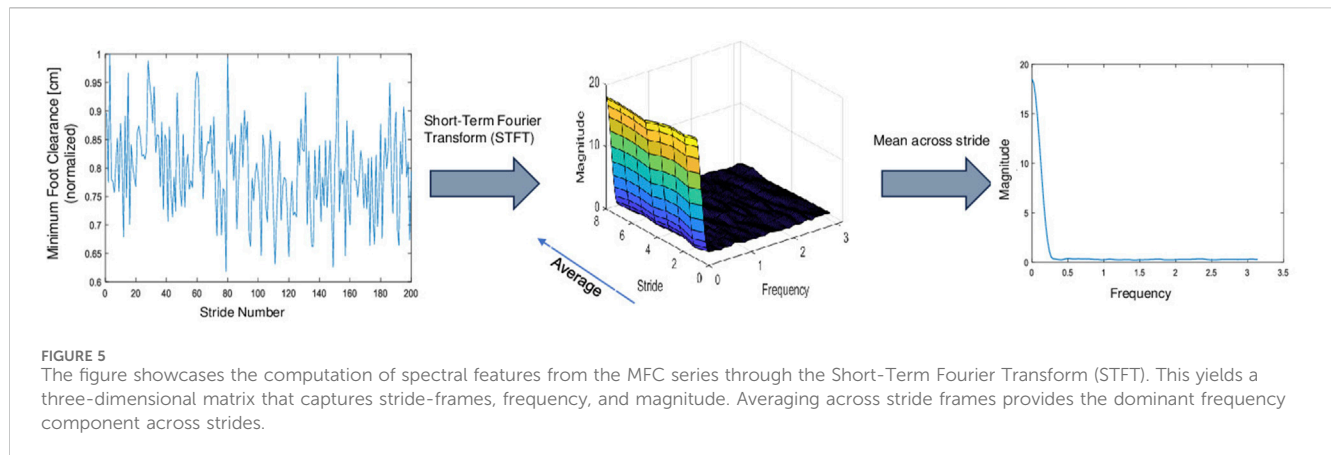 Minimum Foot Clearance [cm]
(normalized)
1
0.95
0.9
0.85
0.8
0.75
0.7
0.65
0.6
0 20 40 60 80 100 120 140 160 180 200
Stride Number
Short-Term Fourier
Transform (STFT)
Magnitude
20
10
0
8
6
4
2
0
Stride
0
1
2
3
Frequency
Average
Mean across stride
Magnitude
20
15
10
5
0
0 0.5 1 1.5 2 2.5 3 3.5
Frequency
FIGURE 5
The figure showcases the computation of spectral features from the MFC series through the Short-Term Fourier Transform (STFT). This yields a
three-dimensional matrix that captures stride-frames, frequency, and magnitude. Averaging across stride frames provides the dominant frequency
component across strides.